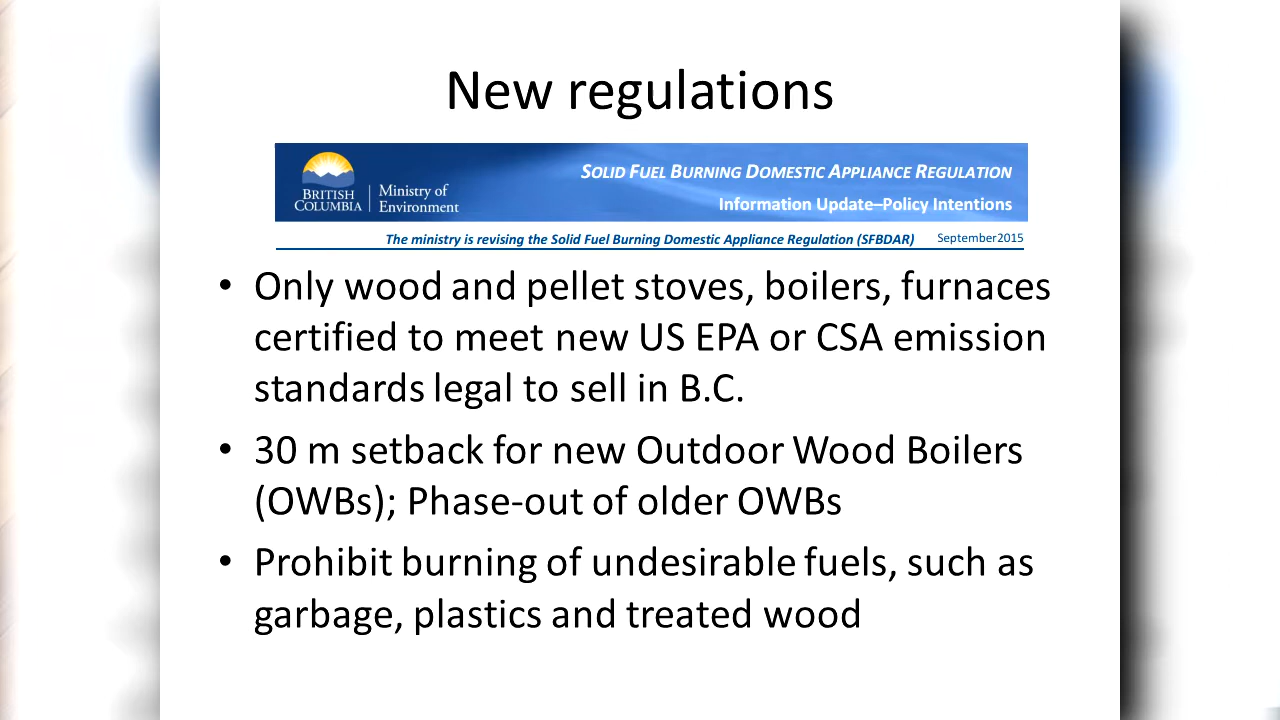 New regulations
SOLID FUEL BURNING DOMESTIC APPLIANCE REGULATION
BRITISH COLUMBIA
Ministry of Environment
Information Update–Policy Intentions
The ministry is revising the Solid Fuel Burning Domestic Appliance Regulation (SFBDAR) September2015
• Only wood and pellet stoves, boilers, furnaces
certified to meet new US EPA or CSA emission
standards legal to sell in B.C.
• 30 m setback for new Outdoor Wood Boilers
(OWBs); Phase-out of older OWBs
• Prohibit burning of undesirable fuels, such as
garbage, plastics and treated wood